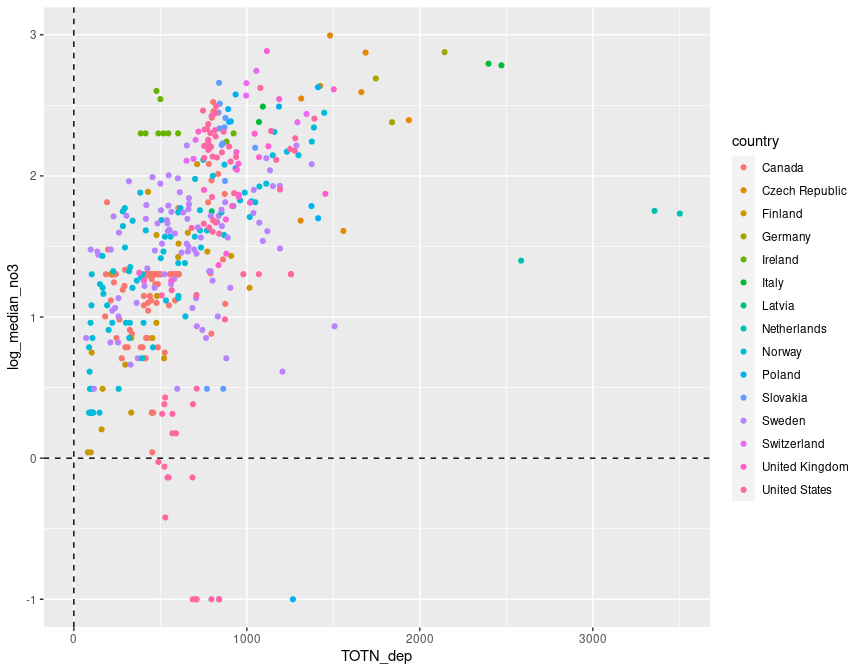 3
2
1
0
-1
log_median_no3
0
1000
2000
3000
TOTN_dep
country
Canada
Czech Republic
Finland
Germany
Ireland
Italy
Latvia
Netherlands
Norway
Poland
Slovakia
Sweden
Switzerland
United Kingdom
United States